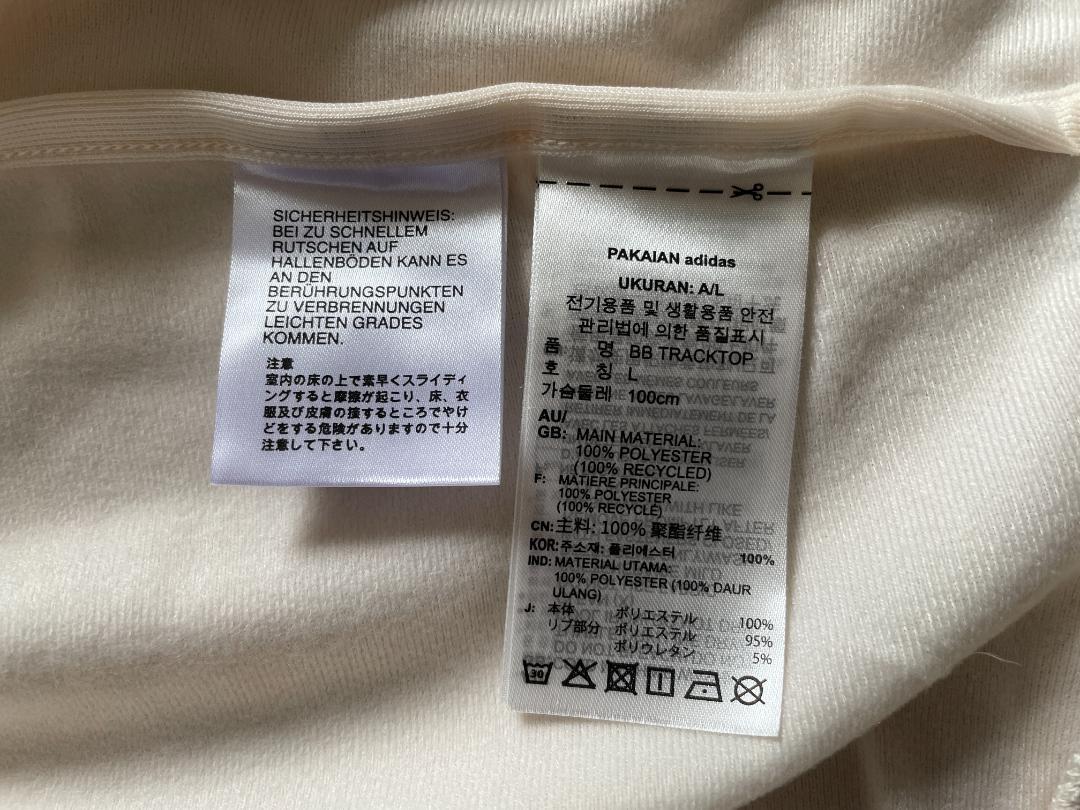 SICHERHEITSHINWEIS:
BEI ZU SCHNELLEM
RUTSCHEN AUF
HALLENBÖDEN KANN ES
AN DEN
BERÜHRUNGSPUNKTEN
ZU VERBRENNUNGEN
LEICHTEN GRADES
KOMMEN.
注意
室内の床の上で素早くスライディ
ングすると摩擦が起こり、床、衣
服及び皮膚の接するところでやけ
どをする危険がありますので十分
注意して下さい。
PAKAIAN adidas
UKURAN: A/L
전기용품 및 생활용품 안전
관리법에 의한 품질표시
품 명 BB TRACKTOP
호 칭 L
가슴둘레 100cm
AU/
GB: MAIN MATERIAL:
100% POLYESTER
(100% RECYCLED)
F: MATIERE PRINCIPALE:
100% POLYESTER
(100% RECYCLÉ)
CN: 主料: 100% 聚酯纤维
KOR: 주소재: 폴리에스터 100%
IND: MATERIAL UTAMA:
100% POLYESTER (100% DAUR
ULANG)
J: 本体 ポリエステル 100%
リブ部分 ポリエステル 95%
ポリウレタン 5%
30